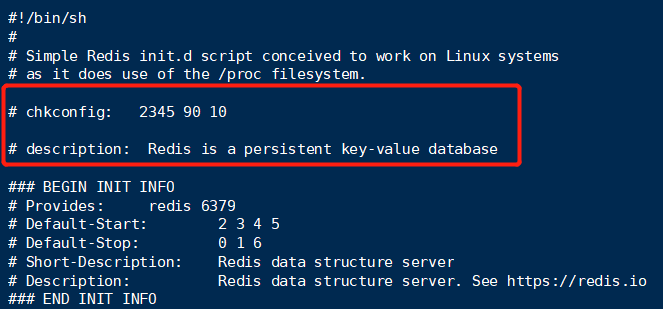 #!/bin/sh
#
# Simple Redis init.d script conceived to work on Linux systems
# as it does use of the /proc filesystem.
# chkconfig:   2345 90 10
# description:  Redis is a persistent key-value database
### BEGIN INIT INFO
# Provides:     redis 6379
# Default-Start:        2 3 4 5
# Default-Stop:         0 1 6
# Short-Description:    Redis data structure server
# Description:          Redis data structure server. See https://redis.io
### END INIT INFO